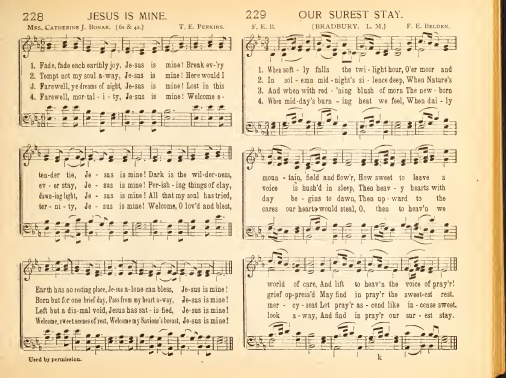 228
JESUS IS MINE.
MRS. CATHERINE J. BONAR. (6s & 4s.)
T. E. PERKINS.
1. Fade, fade each earthly joy, Je-sus is mine! Break ev'ry
2. Tempt not my soul a-way, Je-sus is mine! Here would I
3. Farewell, ye dreams of night, Je-sus is mine! Lost in this
4. Farewell, mor-tal-i-ty, Je-sus is mine! Welcome e-
ten-der tie, Je-sus is mine! Dark is the wil-der-ness,
ev-er stay, Je-sus is mine! Per-ish-ing things of clay,
dawn-ing light, Je-sus is mine! All that my soul has tried,
ter-ni-ty, Je-sus is mine! Welcome, O lov'd and blest,
Earth has no resting place, Je-sus a-lone can bless, Je-sus is mine!
Born but for one brief day, Pass from my heart a-way, Je-sus is mine!
Left but a dis-mal void, Jesus has sat-is fied, Je-sus is mine!
Welcome, sweet scenes of rest, Welcome my Saviour's breast, Je-sus is mine!
Used by permission.
229
OUR SUREST STAY.
F. E. B.
(BRADBURY. L. M.)
F. E. BELDEN.
1. When soft-ly falls the twi-light hour, O'er moor and
2. In sol-emn mid-night's si-lence deep, When Nature's
3. And when with red-'ning blush of morn The new-born
4. When mid-day's burn-ing heat we feel, When dai-ly
moun-tain, field and flow'r, How sweet to leave a
voice is hush'd in sleep, Then heav-y hearts with
day be-gins to dawn, Then up-ward to the
cares our hearts would steal, O, then to heav'n we
world of care, And lift to heav'n the voice of pray'r!
grief op-press'd May find in pray'r the sweet-est rest.
mer-cy-seat Let pray'r as-cend like in-cense sweet.
look a-way, And find in pray'r our sur-est stay.
k